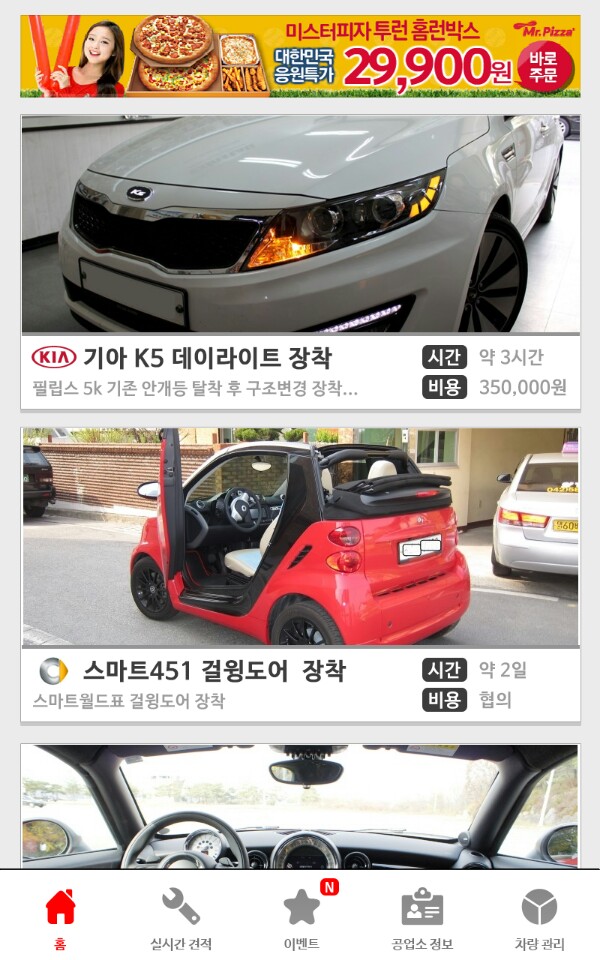 미스터피자 투런 홈런박스
Mr. Pizza
대한민국
응원특가
29,900원
바로
주문
K5
KIA 기아 K5 데이라이트 장착
시간 약 3시간
필립스 5k 기존 안개등 탈착 후 구조변경 장착...
비용 350,000원
스마트451 걸윙도어 장착
시간 약 2일
스마트월드표 걸윙도어 장착
비용 협의
N
홈
실시간 견적
이벤트
공업소 정보
차량 관리